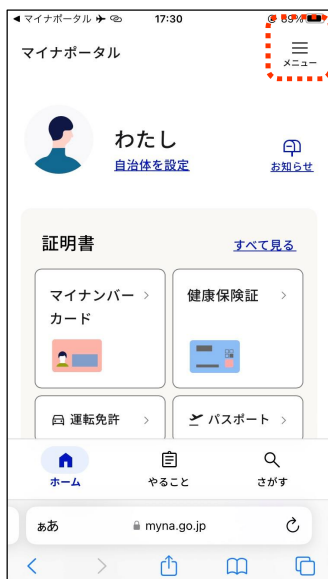 マイナポータル 17:30 69%
マイナポータル
メニュー
わたし
自治体を設定
お知らせ
証明書
すべて見る
マイナンバーカード
健康保険証
運転免許
パスポート
ホーム
やること
さがす
ああ
myna.go.jp